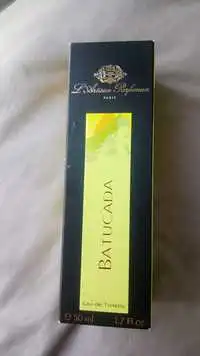 L'Artisan Parfumeur
PARIS
BATUCADA
Eau de Toilette
℮ 50 ml 1.7 Fl.oz